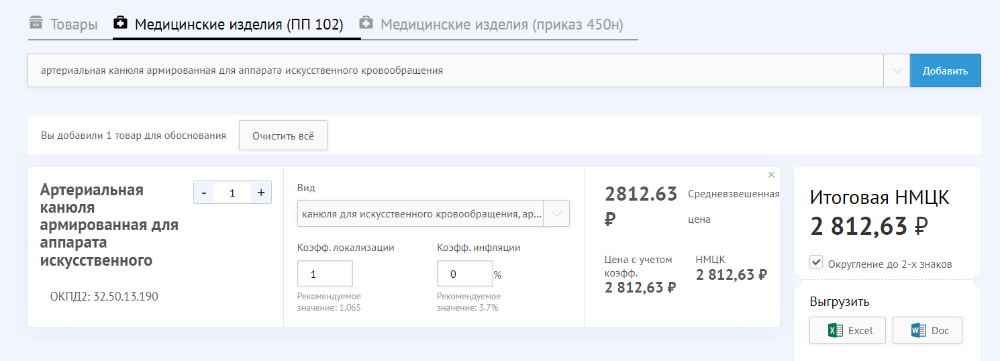 Товары Медицинские изделия (ПП 102) Медицинские изделия (приказ 450н)
артериальная канюля армированная для аппарата искусственного кровообращения
Добавить
Вы добавили 1 товар для обоснования Очистить всё
Артериальная
канюля
армированная для
аппарата
искусственного
- 1 +
ОКПД2: 32.50.13.190
Вид
канюля для искусственного кровообращения, ар...
Коэфф. локализации
1
Рекомендуемое
значение: 1.065
Коэфф. инфляции
0 %
Рекомендуемое
значение: 3.7%
2812.63
₽
Средневзвешенная
цена
Цена с учетом
коэфф.
2 812,63 ₽
НМЦК
2 812,63 ₽
Итоговая НМЦК
2 812,63 ₽
Округление до 2-х знаков
Выгрузить
Excel Doc